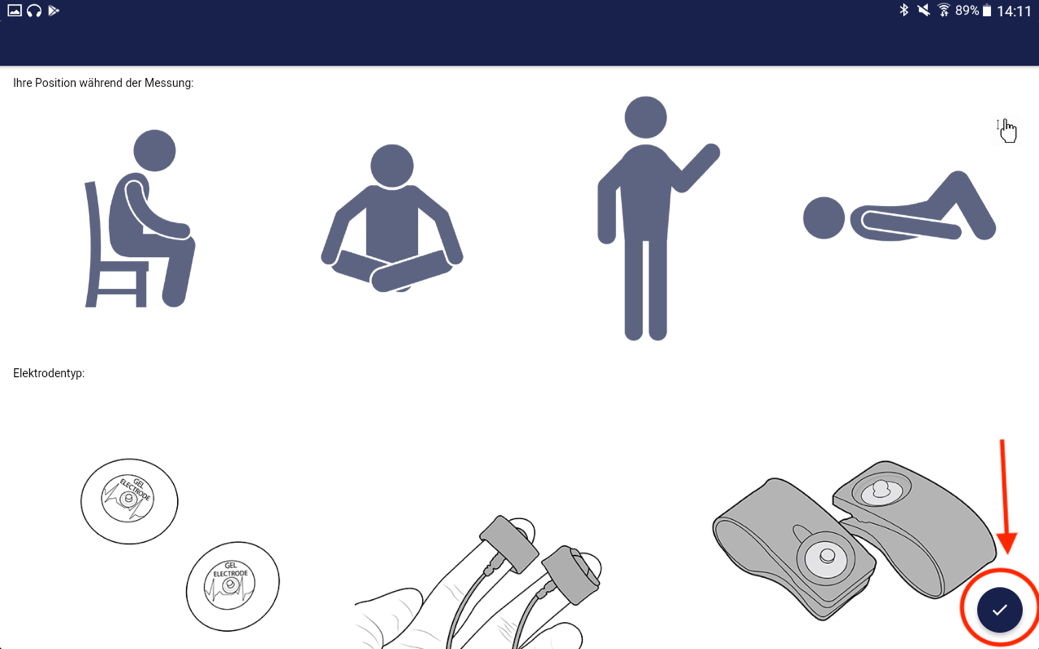 89% 14:11
Ihre Position während der Messung:
Elektrodentyp:
GEL
ELECTRODE
GEL
ELECTRODE